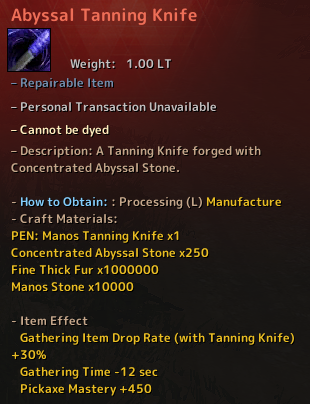 Abyssal Tanning Knife
Weight: 1.00 LT
– Repairable Item
– Personal Transaction Unavailable
– Cannot be dyed
– Description: A Tanning Knife forged with
Concentrated Abyssal Stone.
- How to Obtain: : Processing (L) Manufacture
- Craft Materials:
PEN: Manos Tanning Knife x1
Concentrated Abyssal Stone x250
Fine Thick Fur x1000000
Manos Stone x10000
- Item Effect
Gathering Item Drop Rate (with Tanning Knife)
+30%
Gathering Time -12 sec
Pickaxe Mastery +450